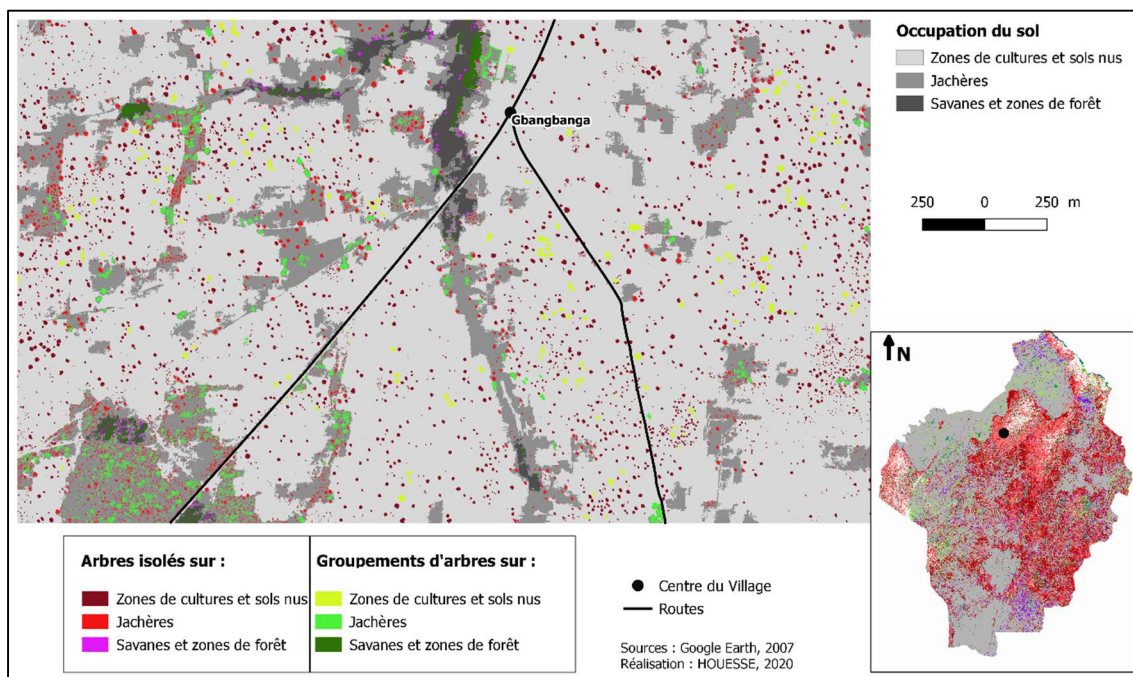 Gbangbanga
Occupation du sol
Zones de cultures et sols nus
Jachères
Savanes et zones de forêt
250 0 250 m
N
Arbres isolés sur :
Zones de cultures et sols nus
Jachères
Savanes et zones de forêt
Groupements d'arbres sur :
Zones de cultures et sols nus
Jachères
Savanes et zones de forêt
Centre du Village
Routes
Sources : Google Earth, 2007
Réalisation : HOUESSE, 2020